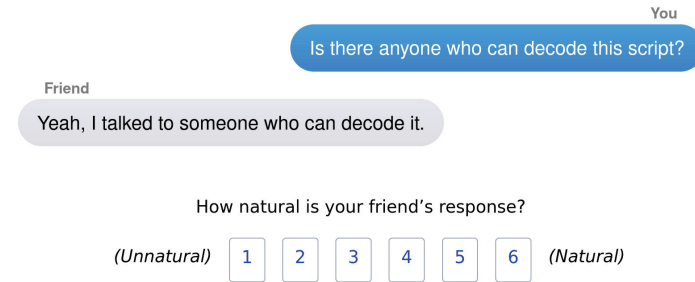 You
Is there anyone who can decode this script?
Friend
Yeah, I talked to someone who can decode it.
How natural is your friend’s response?
(Unnatural) 1 2 3 4 5 6 (Natural)